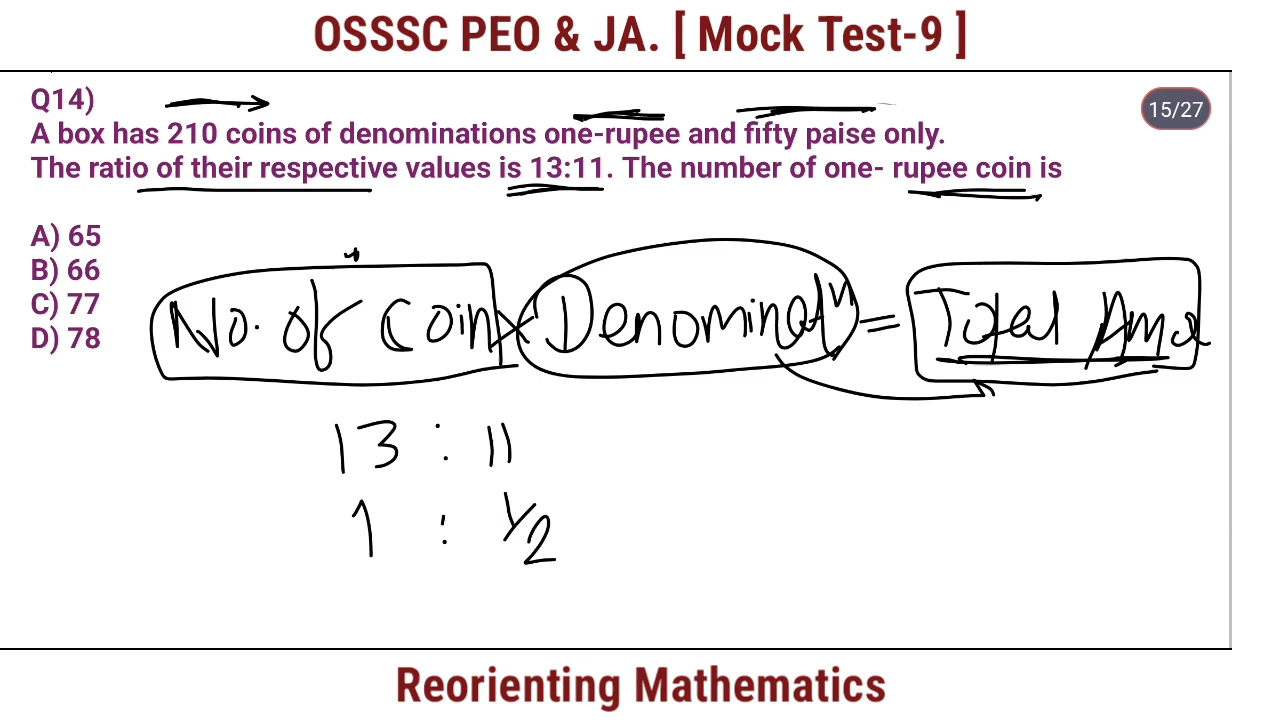 OSSSC PEO & JA. [ Mock Test-9 ]
Q14)
15/27
A box has 210 coins of denominations one-rupee and fifty paise only.
The ratio of their respective values is 13:11. The number of one- rupee coin is
A) 65
B) 66
C) 77
D) 78
No. of Coin × Denominatn = Total Amo
13 : 11
1 : 1/2
Reorienting Mathematics